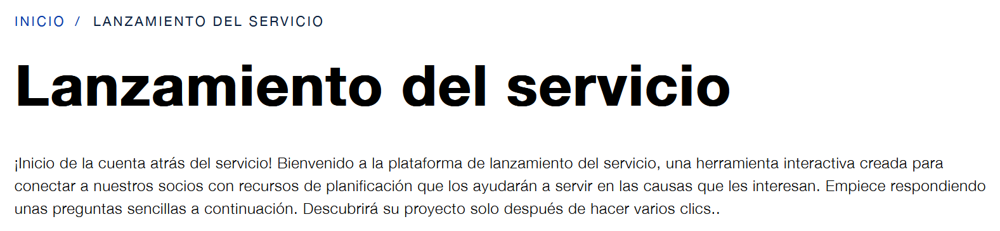 INICIO / LANZAMIENTO DEL SERVICIO
Lanzamiento del servicio
¡Inicio de la cuenta atrás del servicio! Bienvenido a la plataforma de lanzamiento del servicio, una herramienta interactiva creada para
conectar a nuestros socios con recursos de planificación que los ayudarán a servir en las causas que les interesan. Empiece respondiendo
unas preguntas sencillas a continuación. Descubrirá su proyecto solo después de hacer varios clics..